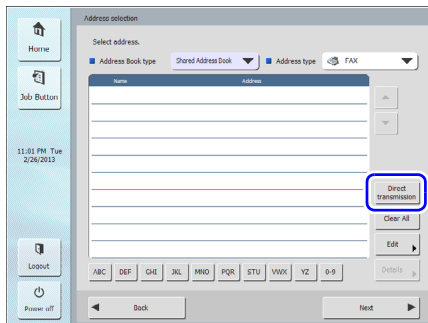 Address selection
Home
Select address.
Address Book type
Shared Address Book
Address type
FAX
Name
Address
Job Button
11:01 PM Tue
2/26/2013
Direct
transmission
Clear All
Edit
Details
Logout
ABC
DEF
GHI
JKL
MNO
PQR
STU
VWX
YZ
0-9
Power off
Back
Next